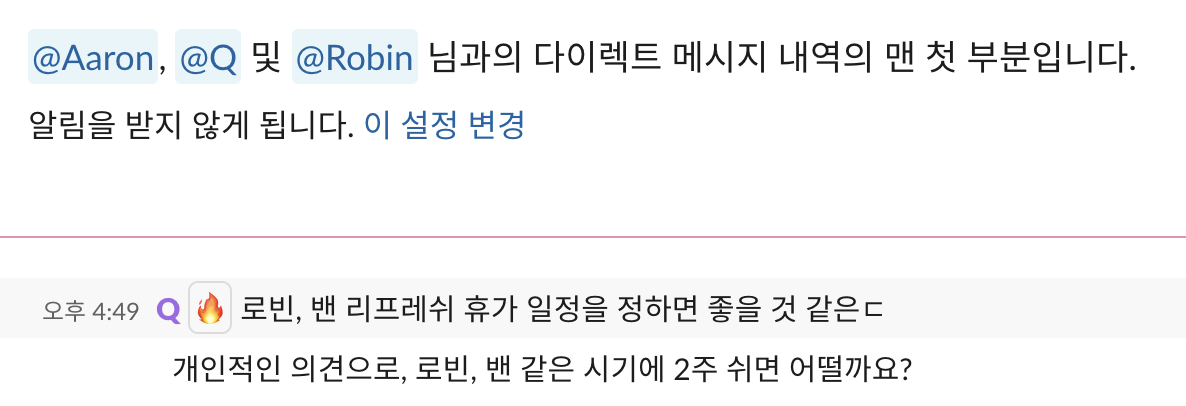 @Aaron, @Q 및 @Robin 님과의 다이렉트 메시지 내역의 맨 첫 부분입니다.
알림을 받지 않게 됩니다. 이 설정 변경
오후 4:49 Q 🔥 로빈, 밴 리프레쉬 휴가 일정을 정하면 좋을 것 같은ㄷ
개인적인 의견으로, 로빈, 밴 같은 시기에 2주 쉬면 어떨까요?